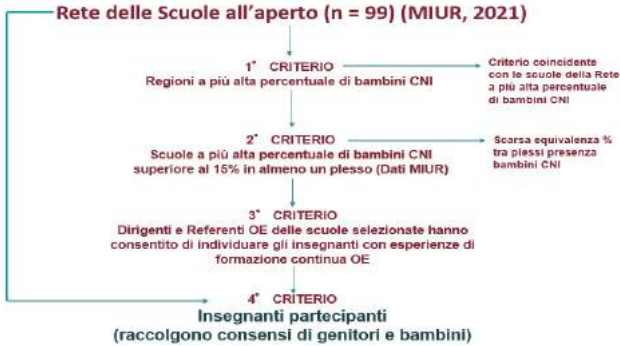 Rete delle Scuole all'aperto (n = 99) (MIUR, 2021)
1° CRITERIO
Regioni a più alta percentuale di bambini CNI
Criterio coincidente
con le scuole della Rete
a più alta percentuale
di bambini CNI
2° CRITERIO
Scuole a più alta percentuale di bambini CNI
superiore al 15% in almeno un plesso (Dati MIUR)
Scarsa equivalenza %
tra plessi presenza
bambini CNI
3° CRITERIO
Dirigenti e Referenti OE delle scuole selezionate hanno
consentito di individuare gli insegnanti con esperienze di
formazione continua OE
4° CRITERIO
Insegnanti partecipanti
(raccolgono consensi di genitori e bambini)